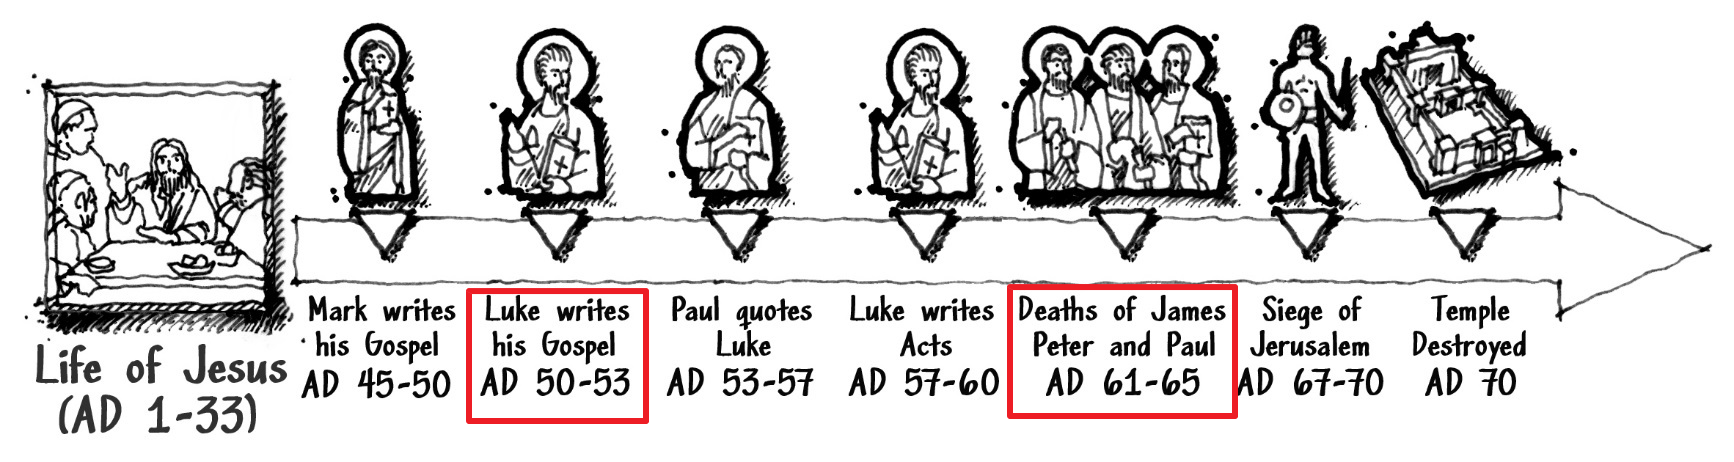 Life of Jesus
(AD 1-33)
Mark writes
his Gospel
AD 45-50
Luke writes
his Gospel
AD 50-53
Paul quotes
Luke
AD 53-57
Luke writes
Acts
AD 57-60
Deaths of James
Peter and Paul
AD 61-65
Siege of
Jerusalem
AD 67-70
Temple
Destroyed
AD 70